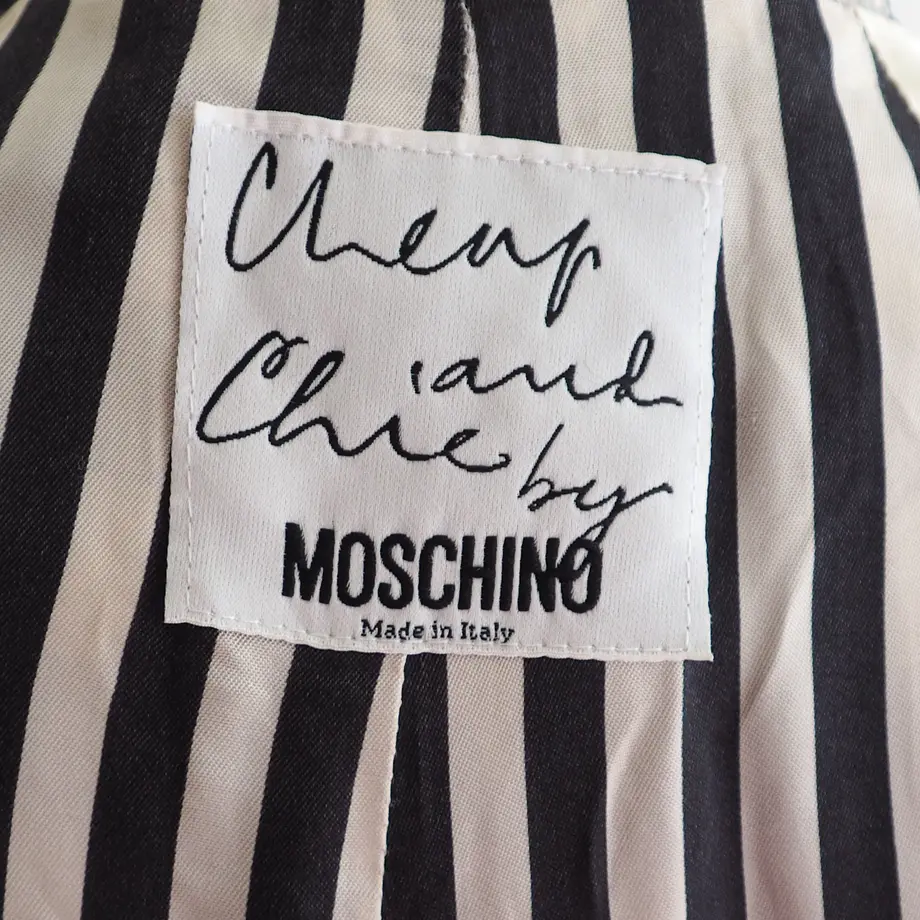 Cheap
and
Chic by
MOSCHINO
Made in Italy